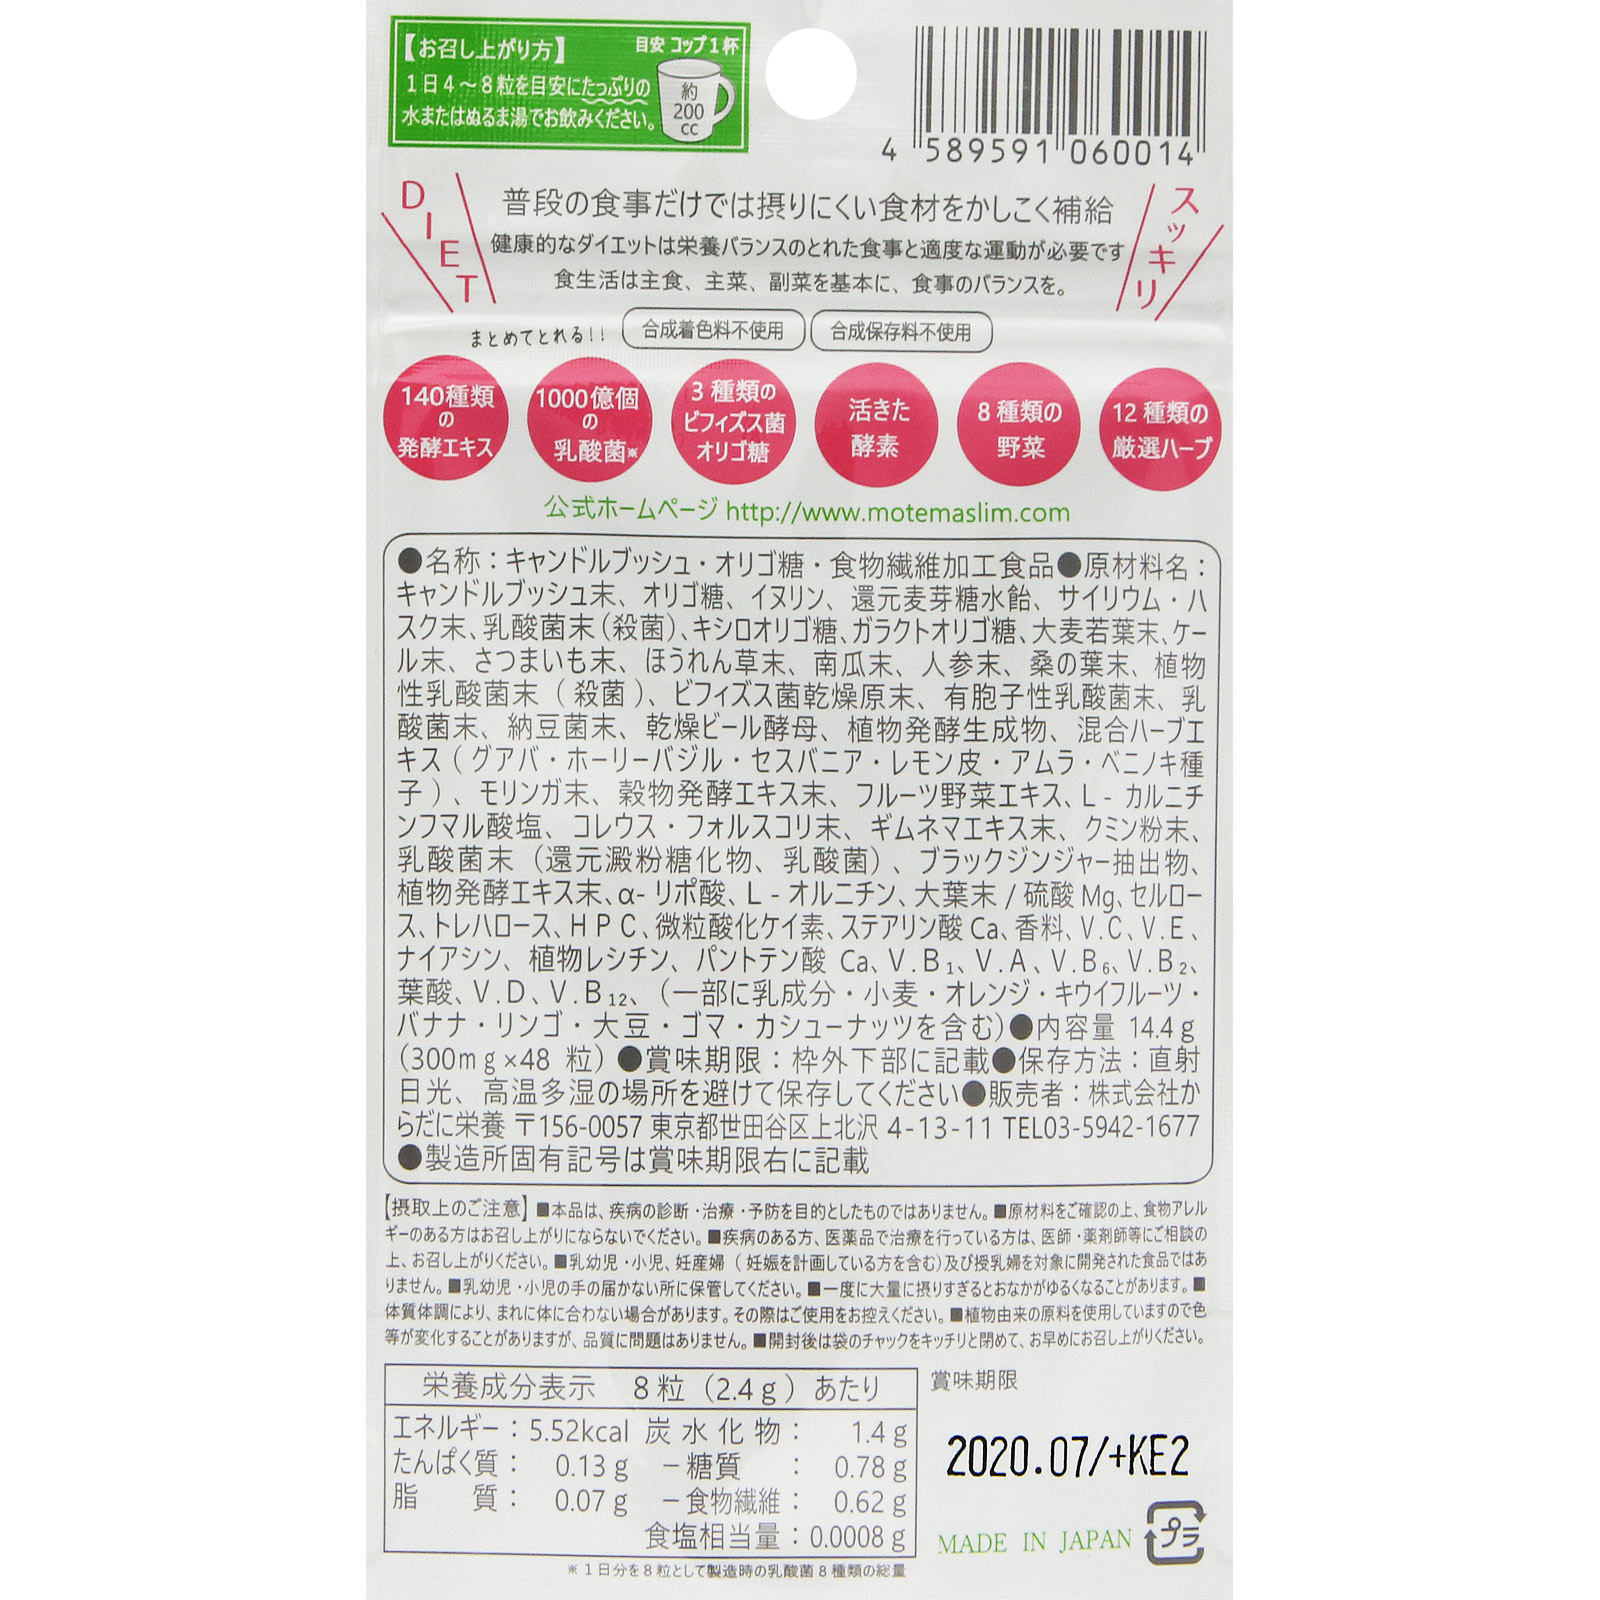 【お召し上がり方】
目安 コップ1杯
1日4～8粒を目安にたっぷりの
水またはぬるま湯でお飲みください。
約
200
cc
4 589591 060014
DIET
スッキリ
普段の食事だけでは摂りにくい食材をかしこく補給
健康的なダイエットは栄養バランスのとれた食事と適度な運動が必要です
食生活は主食、主菜、副菜を基本に、食事のバランスを。
まとめてとれる!!
合成着色料不使用
合成保存料不使用
140種類
の
発酵エキス
1000億個
の
乳酸菌※
3種類の
ビフィズス菌
オリゴ糖
活きた
酵素
8種類の
野菜
12種類の
厳選ハーブ
公式ホームページ http://www.motemaslim.com
●名称：キャンドルブッシュ・オリゴ糖・食物繊維加工食品●原材料名：
キャンドルブッシュ末、オリゴ糖、イヌリン、還元麦芽糖水飴、サイリウム・ハ
スク末、乳酸菌末（殺菌）、キシロオリゴ糖、ガラクトオリゴ糖、大麦若葉末、ケー
ル末、さつまいも末、ほうれん草末、南瓜末、人参末、桑の葉末、植物
性乳酸菌末（殺菌）、ビフィズス菌乾燥原末、有胞子性乳酸菌末、乳
酸菌末、納豆菌末、乾燥ビール酵母、植物発酵生成物、混合ハーブエ
キス（グアバ・ホーリーバジル・セスバニア・レモン皮・アムラ・ベニノキ種
子）、モリンガ末、穀物発酵エキス末、フルーツ野菜エキス、L-カルニチ
ンフマル酸塩、コレウス・フォルスコリ末、ギムネマエキス末、クミン粉末、
乳酸菌末（還元澱粉糖化物、乳酸菌）、ブラックジンジャー抽出物、
植物発酵エキス末、α-リポ酸、L-オルニチン、大葉末/硫酸Mg、セルロー
ス、トレハロース、HPC、微粒酸化ケイ素、ステアリン酸Ca、香料、V.C、V.E、
ナイアシン、植物レシチン、パントテン酸Ca、V.B₁、V.A、V.B₆、V.B₂、
葉酸、V.D、V.B₁₂、（一部に乳成分・小麦・オレンジ・キウイフルーツ・
バナナ・リンゴ・大豆・ゴマ・カシューナッツを含む）●内容量 14.4g
（300mg×48粒）●賞味期限：枠外下部に記載●保存方法：直射
日光、高温多湿の場所を避けて保存してください●販売者：株式会社か
らだに栄養 〒156-0057 東京都世田谷区上北沢 4-13-11 TEL03-5942-1677
●製造所固有記号は賞味期限右に記載
【摂取上のご注意】■本品は、疾病の診断・治療・予防を目的としたものではありません。■原材料をご確認の上、食物アレル
ギーのある方はお召し上がりにならないでください。■疾病のある方、医薬品で治療を行っている方は、医師・薬剤師等にご相談の
上、お召し上がりください。■乳幼児・小児、妊産婦（妊娠を計画している方を含む）及び授乳婦を対象に開発された食品ではあ
りません。■乳幼児・小児の手の届かない所に保管してください。■一度に大量に摂りすぎるとおなかがゆるくなることがあります。■
体質体調により、まれに体に合わない場合があります。その際はご使用をお控えください。■植物由来の原料を使用していますので色
等が変化することがありますが、品質に問題はありません。■開封後は袋のチャックをキッチリと閉めて、お早めにお召し上がりください。
栄養成分表示 8粒（2.4g）あたり
エネルギー：5.52kcal 炭水化物： 1.4g
たんぱく質： 0.13g －糖質： 0.78g
脂質： 0.07g －食物繊維： 0.62g
食塩相当量：0.0008g
※1日分を8粒として製造時の乳酸菌8種類の総量
賞味期限
2020.07/+KE2
MADE IN JAPAN
プラ